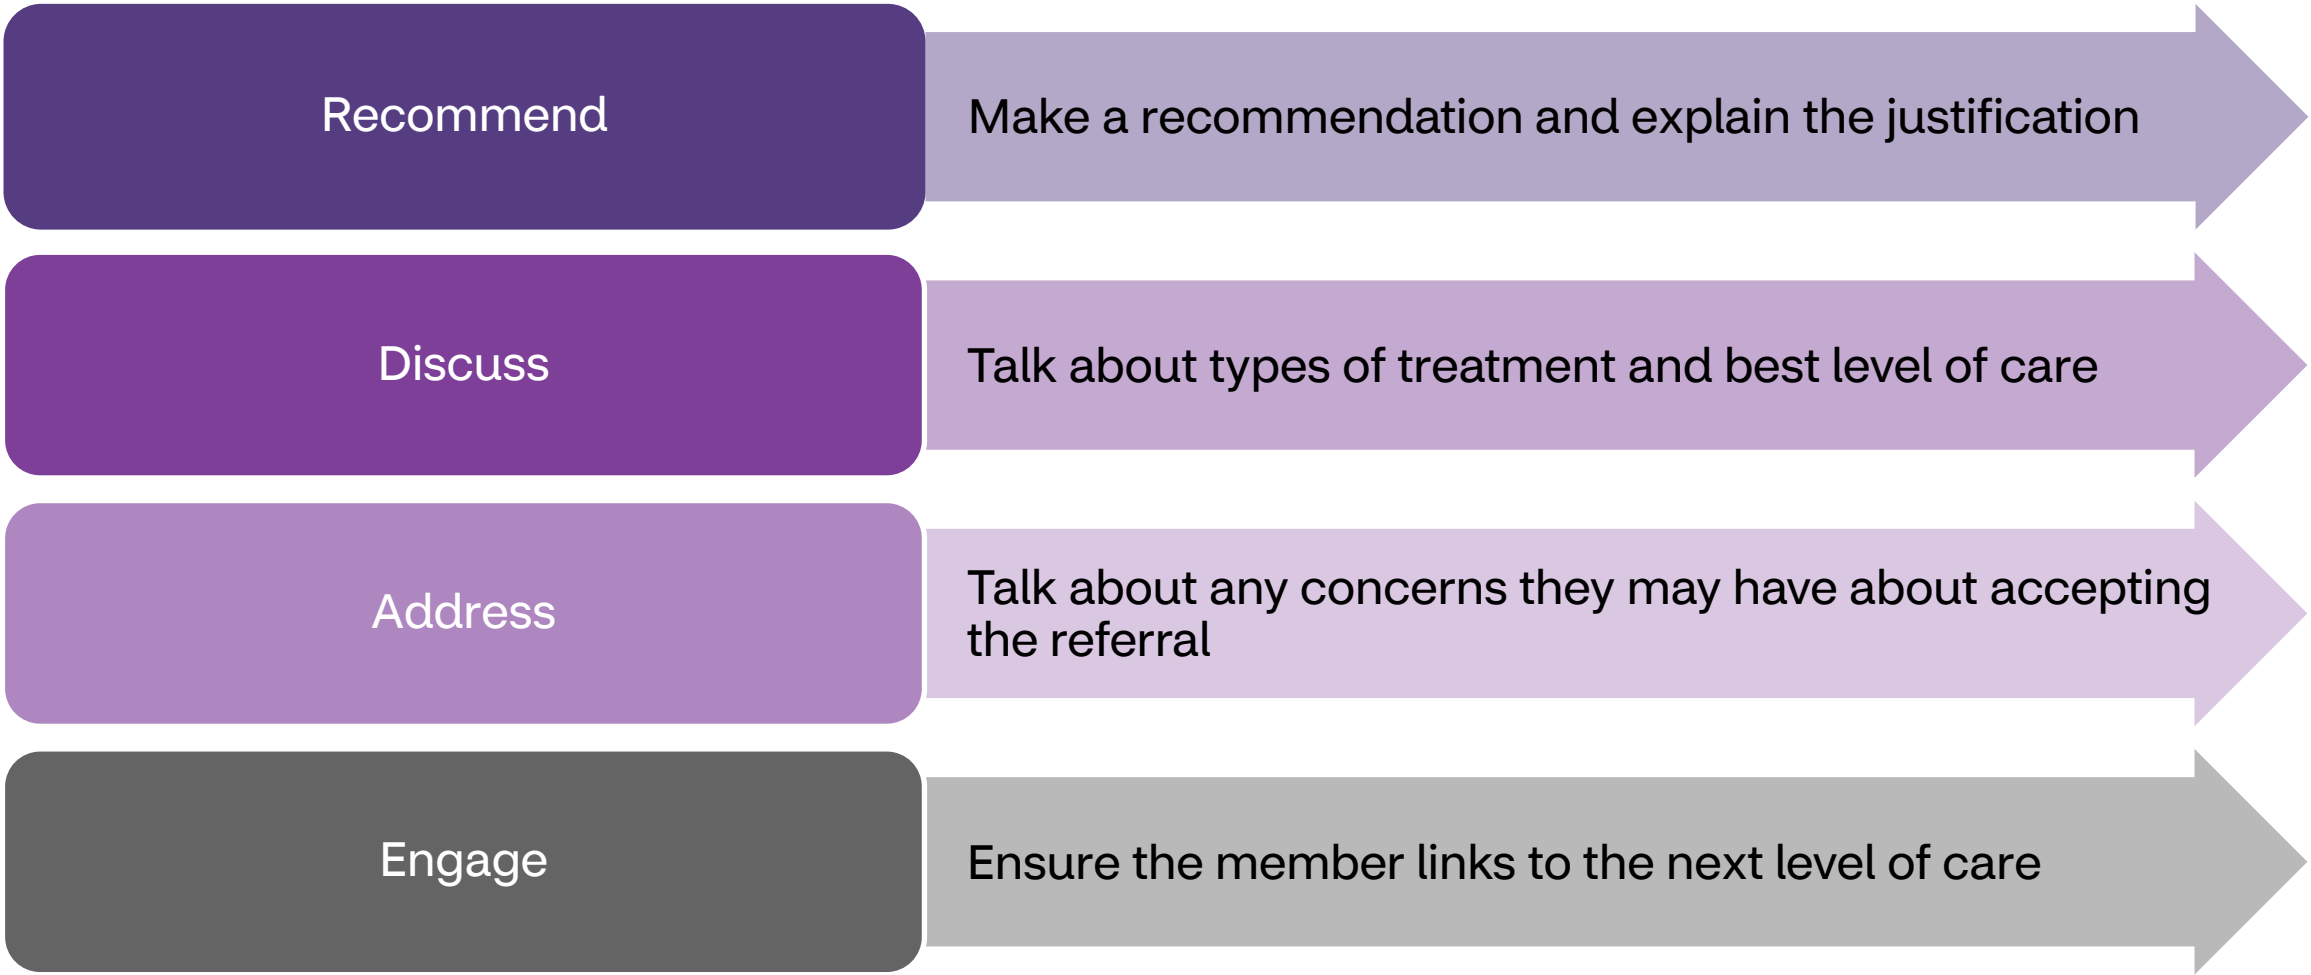 Recommend
Make a recommendation and explain the justification
Discuss
Talk about types of treatment and best level of care
Address
Talk about any concerns they may have about accepting
the referral
Engage
Ensure the member links to the next level of care